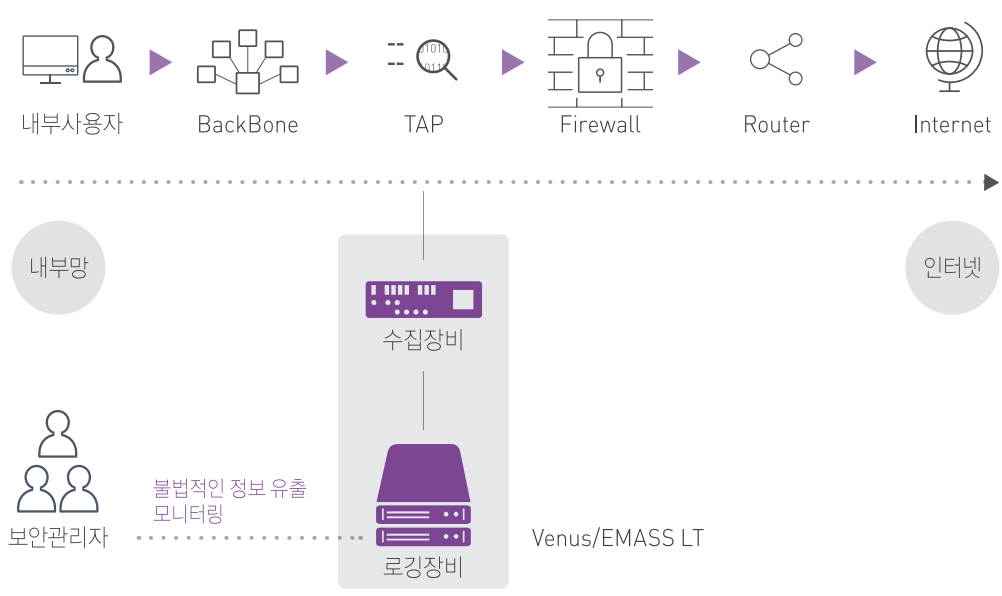 내부사용자
BackBone
TAP
Firewall
Router
Internet
내부망
인터넷
수집장비
불법적인 정보 유출
모니터링
보안관리자
로깅장비
Venus/EMASS LT